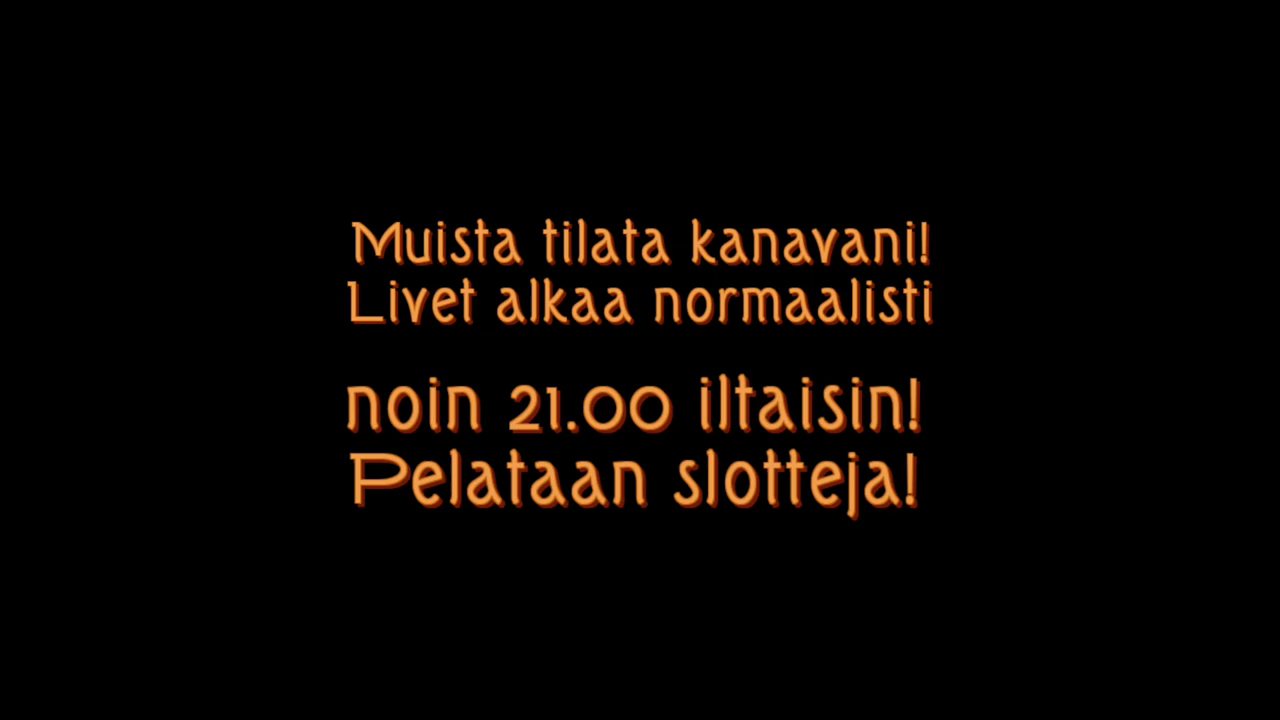 Muista tilata kanavani!
Livet alkaa normaalisti
noin 21.00 iltaisin!
Pelataan slotteja!